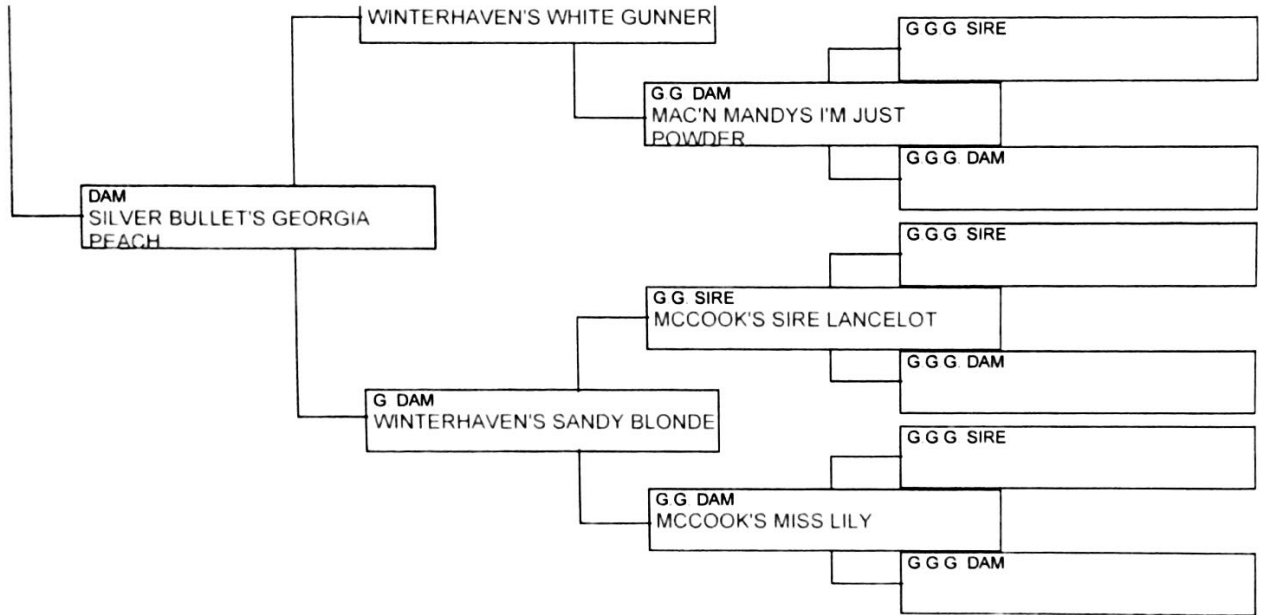 WINTERHAVEN'S WHITE GUNNER
G.G.G. SIRE
G.G. DAM
MAC'N MANDYS I'M JUST
POWDER
G.G.G. DAM
DAM
SILVER BULLET'S GEORGIA
PEACH
G.G.G. SIRE
G.G. SIRE
MCCOOK'S SIRE LANCELOT
G.G.G. DAM
G. DAM
WINTERHAVEN'S SANDY BLONDE
G.G.G. SIRE
G.G. DAM
MCCOOK'S MISS LILY
G.G.G. DAM